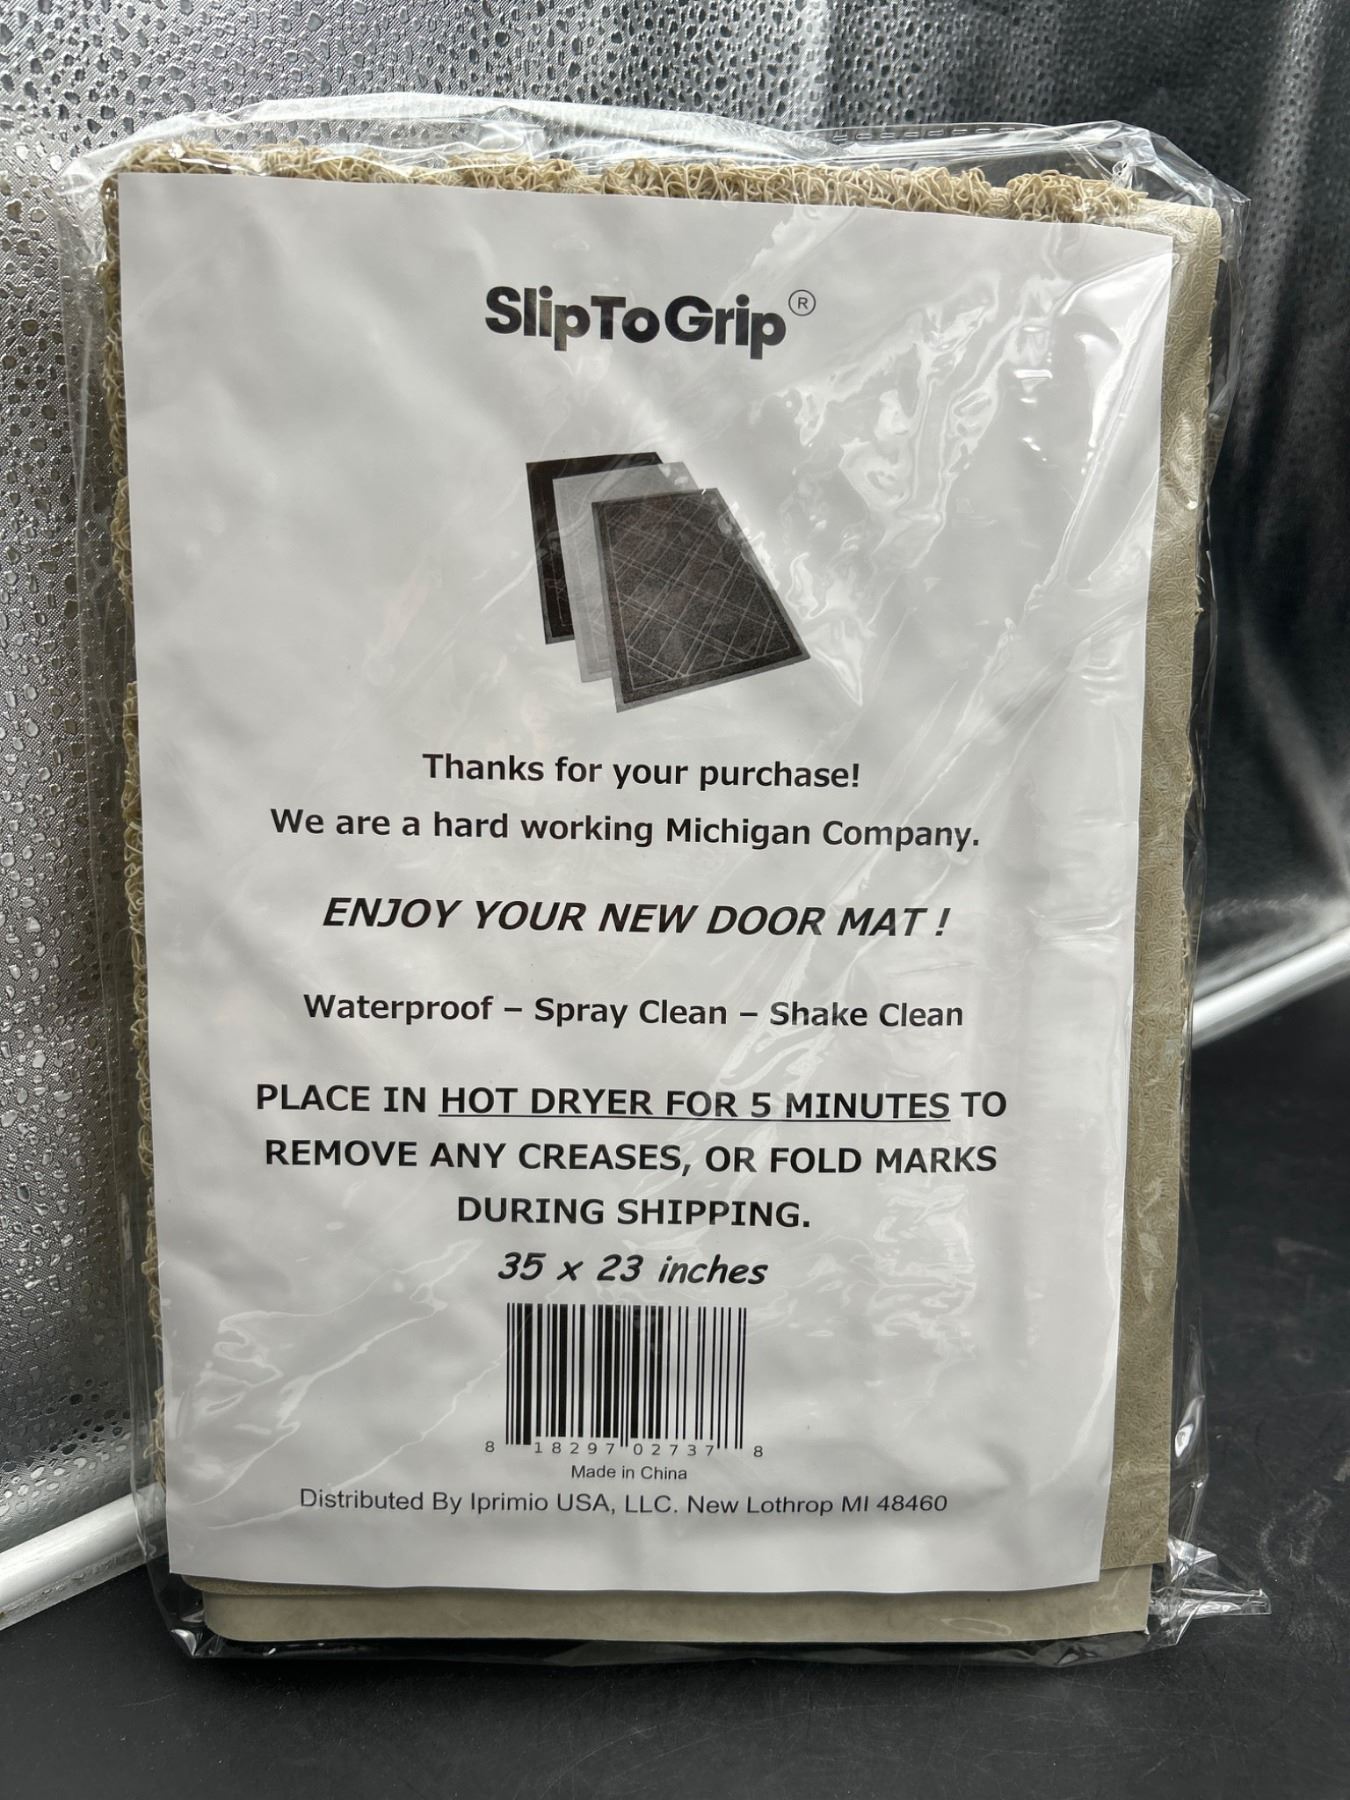 SlipToGrip®
Thanks for your purchase!
We are a hard working Michigan Company.
ENJOY YOUR NEW DOOR MAT !
Waterproof – Spray Clean – Shake Clean
PLACE IN HOT DRYER FOR 5 MINUTES TO
REMOVE ANY CREASES, OR FOLD MARKS
DURING SHIPPING.
35 x 23 inches
8 18297 02737 8
Made in China
Distributed By Iprimio USA, LLC. New Lothrop MI 48460